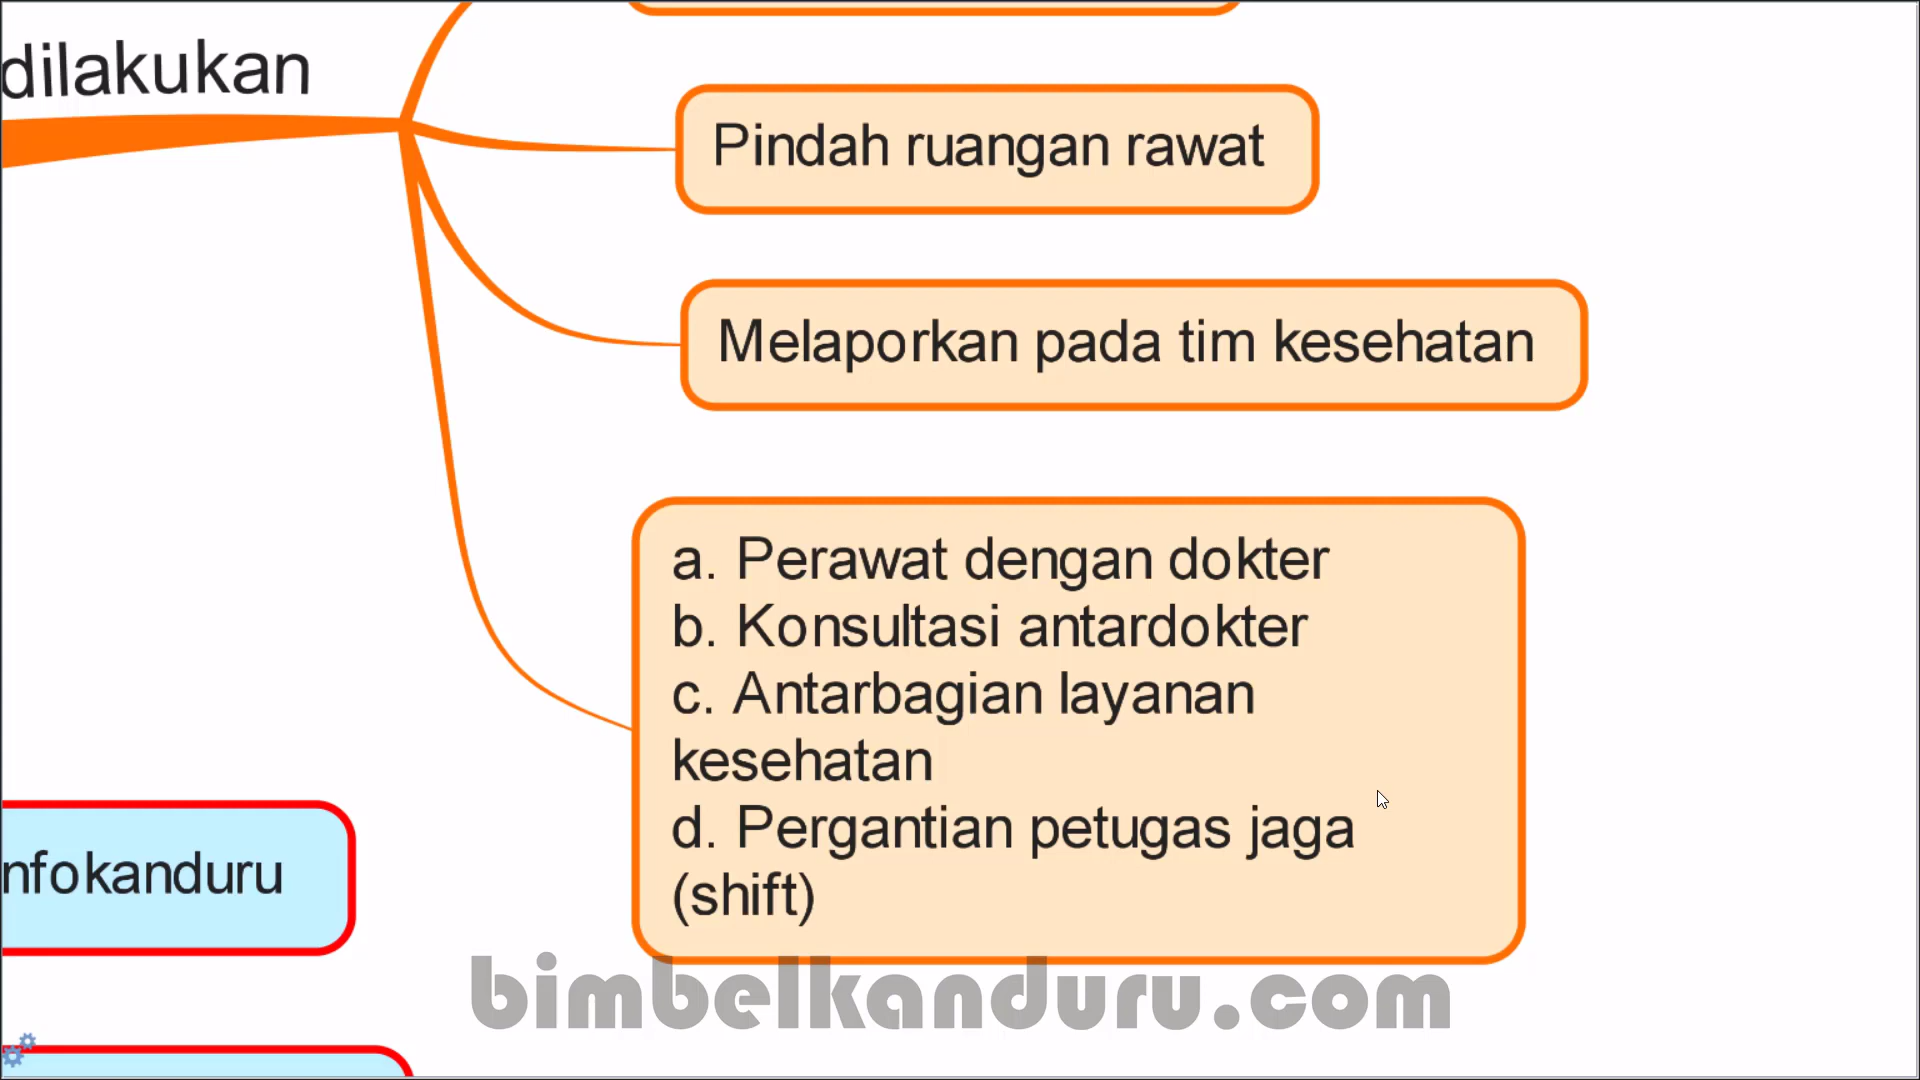 dilakukan
Pindah ruangan rawat
Melaporkan pada tim kesehatan
a. Perawat dengan dokter
b. Konsultasi antardokter
c. Antarbagian layanan
kesehatan
d. Pergantian petugas jaga
(shift)
nfokanduru
bimbelkanduru.com